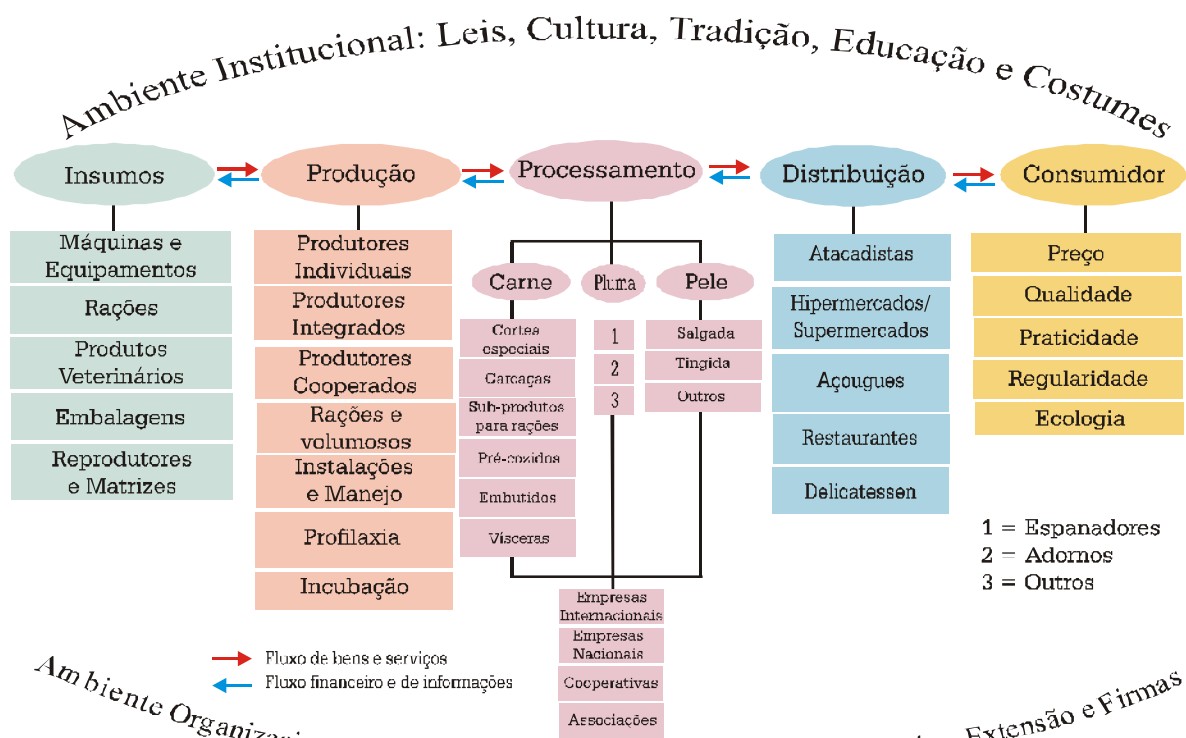 Ambiente Institucional: Leis, Cultura, Tradição, Educação e Costumes
Insumos
Máquinas e
Equipamentos
Rações
Produtos
Veterinários
Embalagens
Reprodutores
e Matrizes
Produção
Produtores
Individuais
Produtores
Integrados
Produtores
Cooperados
Rações e
volumosos
Instalações
e Manejo
Profilaxia
Incubação
Processamento
Carne
Cortes
especiais
Carcaças
Sub-produtos
para rações
Pré-cozidos
Embutidos
Vísceras
Pluma
1
2
3
Pele
Salgada
Tingida
Outros
Empresas
Internacionais
Empresas
Nacionais
Cooperativas
Associações
Distribuição
Atacadistas
Hipermercados/
Supermercados
Açougues
Restaurantes
Delicatessen
Consumidor
Preço
Qualidade
Praticidade
Regularidade
Ecologia
1 = Espanadores
2 = Adornos
3 = Outros
Fluxo de bens e serviços
Fluxo financeiro e de informações
Ambiente
Extensão e Firmas